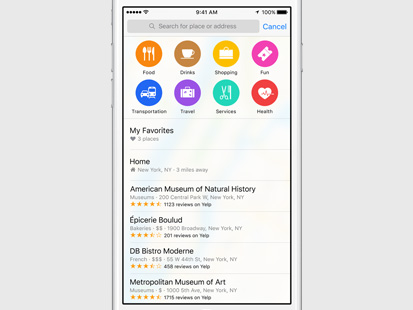 9:41 AM
100%
Search for place or address
Cancel
Food
Drinks
Shopping
Fun
Transportation
Travel
Services
Health
My Favorites
3 places
Home
New York, NY · 3 miles away
American Museum of Natural History
Museums · 200 Central Park W, New York, NY
1123 reviews on Yelp
Épicerie Boulud
Bakeries · $$ · 1900 Broadway, New York, NY
201 reviews on Yelp
DB Bistro Moderne
French · $$$ · 55 W 44th St, New York, NY
458 reviews on Yelp
Metropolitan Museum of Art
Museums · $ · 1000 5th Ave, New York, NY
1715 reviews on Yelp